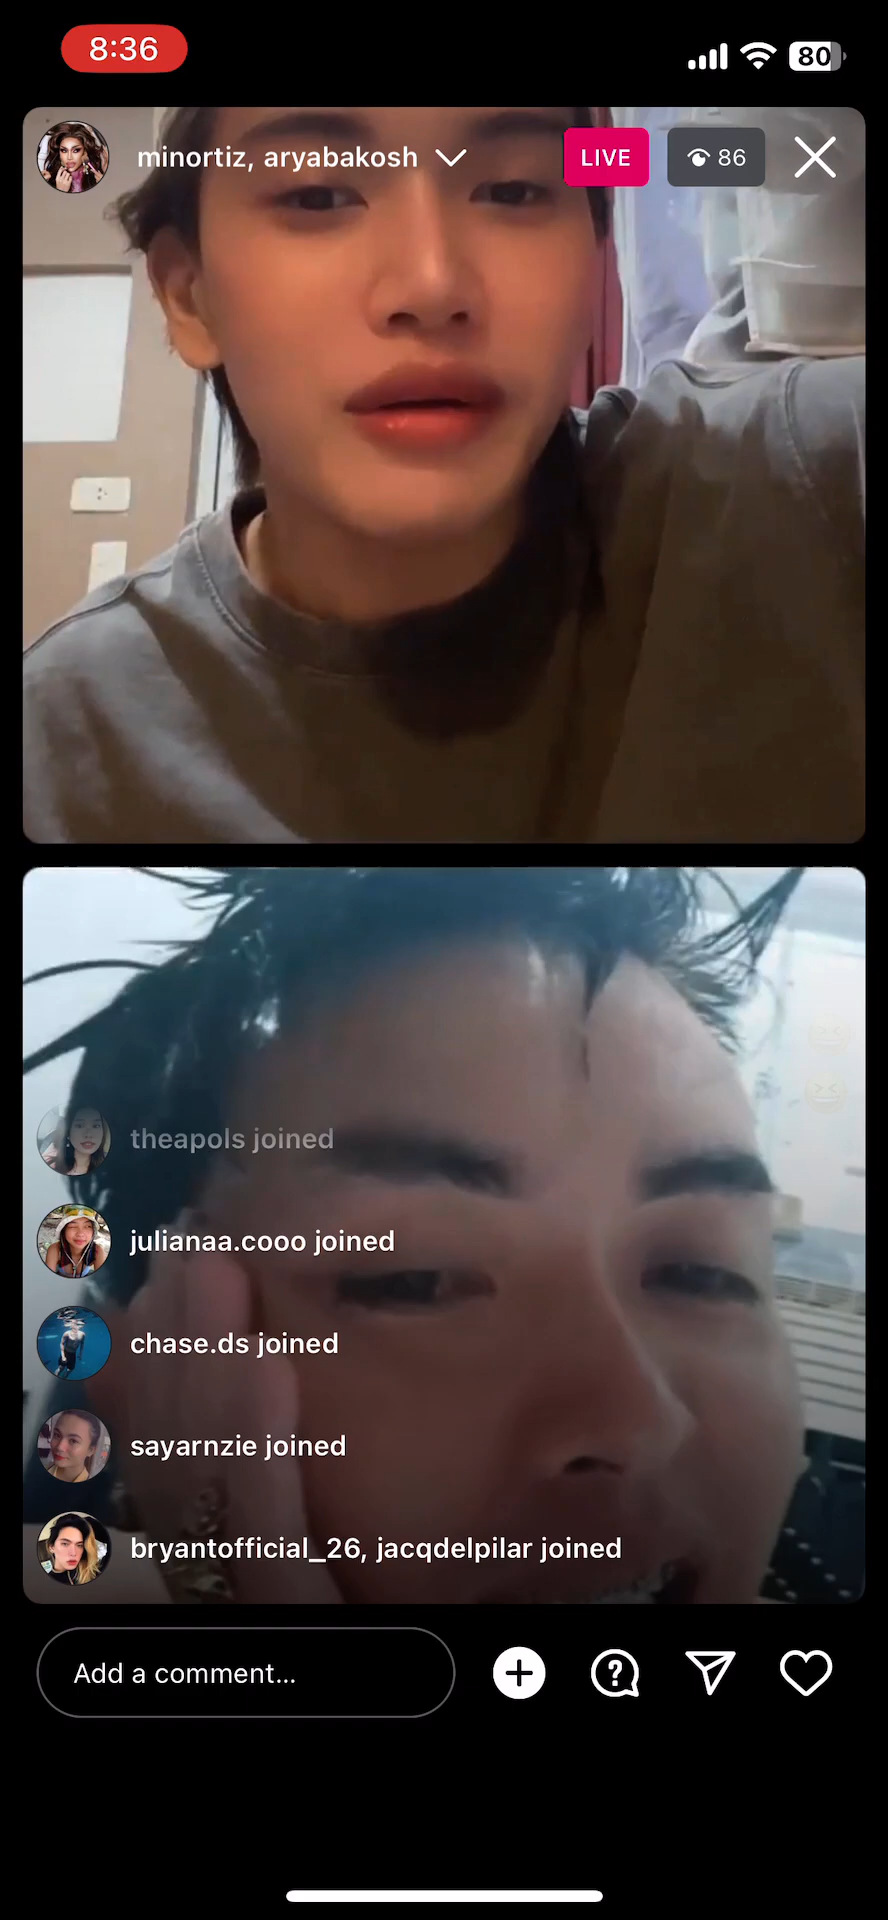 8:36
80
minortiz, aryabakosh
LIVE
86
theapols joined
julianaa.cooo joined
chase.ds joined
sayarnzie joined
bryantofficial_26, jacqdelpilar joined
Add a comment...